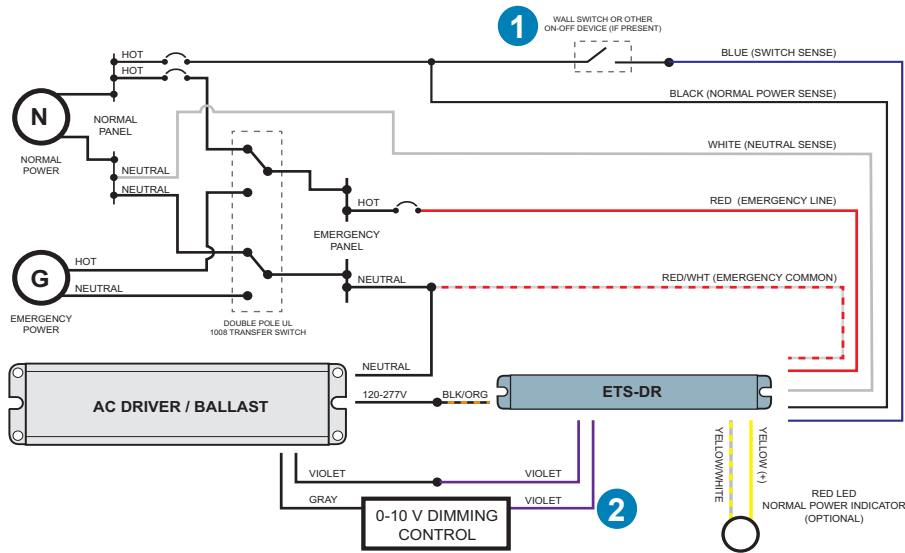 1
WALL SWITCH OR OTHER
ON-OFF DEVICE (IF PRESENT)
HOT
BLUE (SWITCH SENSE)
HOT
BLACK (NORMAL POWER SENSE)
N
NORMAL
PANEL
WHITE (NEUTRAL SENSE)
NORMAL
POWER
NEUTRAL
NEUTRAL
HOT
RED (EMERGENCY LINE)
EMERGENCY
PANEL
HOT
G
NEUTRAL
RED/WHT (EMERGENCY COMMON)
NEUTRAL
EMERGENCY
POWER
DOUBLE POLE UL
1008 TRANSFER SWITCH
NEUTRAL
AC DRIVER / BALLAST
120-277V
BLK/ORG
ETS-DR
VIOLET
VIOLET
YELLOW/WHITE
YELLOW (+)
GRAY
VIOLET
2
0-10 V DIMMING
CONTROL
RED LED
NORMAL POWER INDICATOR
(OPTIONAL)